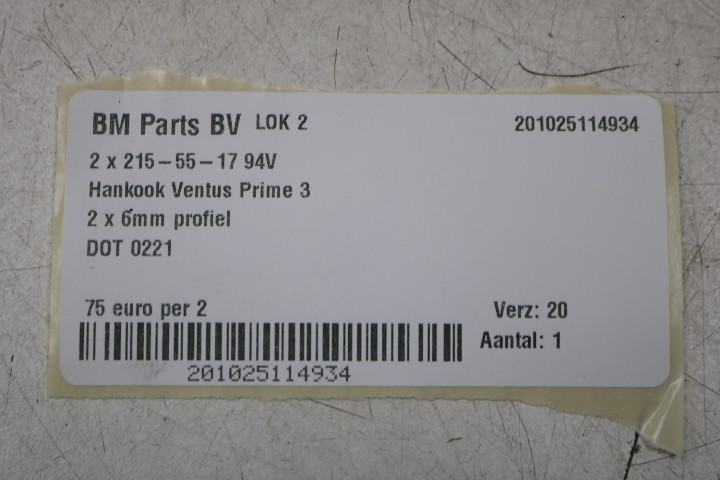 BM Parts BV LOK 2 201025114934
2 x 215-55-17 94V
Hankook Ventus Prime 3
2 x 6mm profiel
DOT 0221
75 euro per 2 Verz: 20
Aantal: 1
201025114934